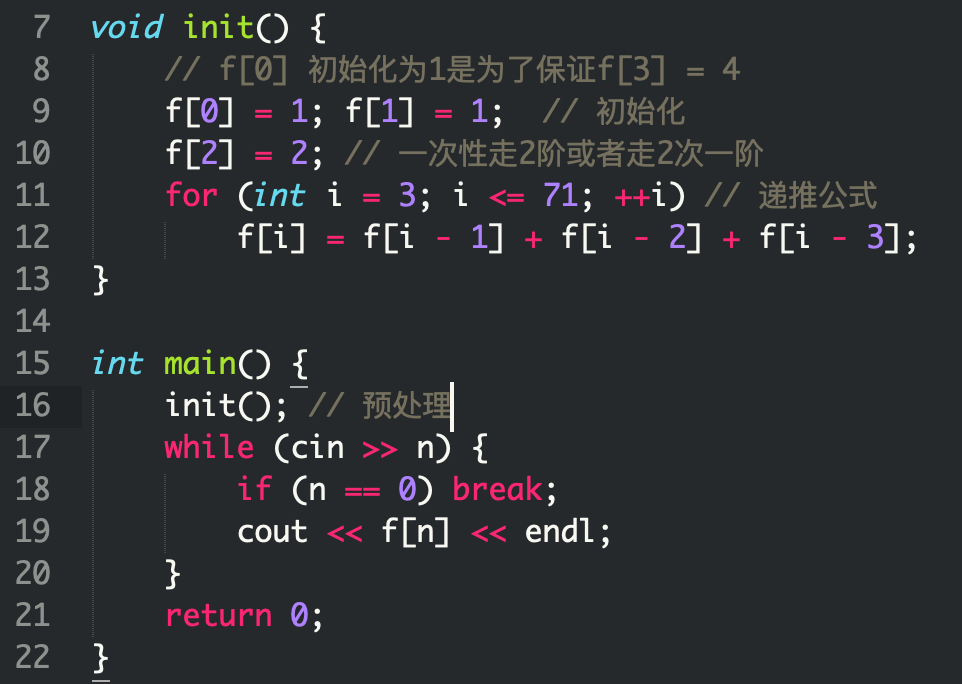 7 void init() {
8 // f[0] 初始化为1是为了保证f[3] = 4
9 f[0] = 1; f[1] = 1; // 初始化
10 f[2] = 2; // 一次性走2阶或者走2次一阶
11 for (int i = 3; i <= 71; ++i) // 递推公式
12 f[i] = f[i - 1] + f[i - 2] + f[i - 3];
13 }
14
15 int main() {
16 init(); // 预处理
17 while (cin >> n) {
18 if (n == 0) break;
19 cout << f[n] << endl;
20 }
21 return 0;
22 }